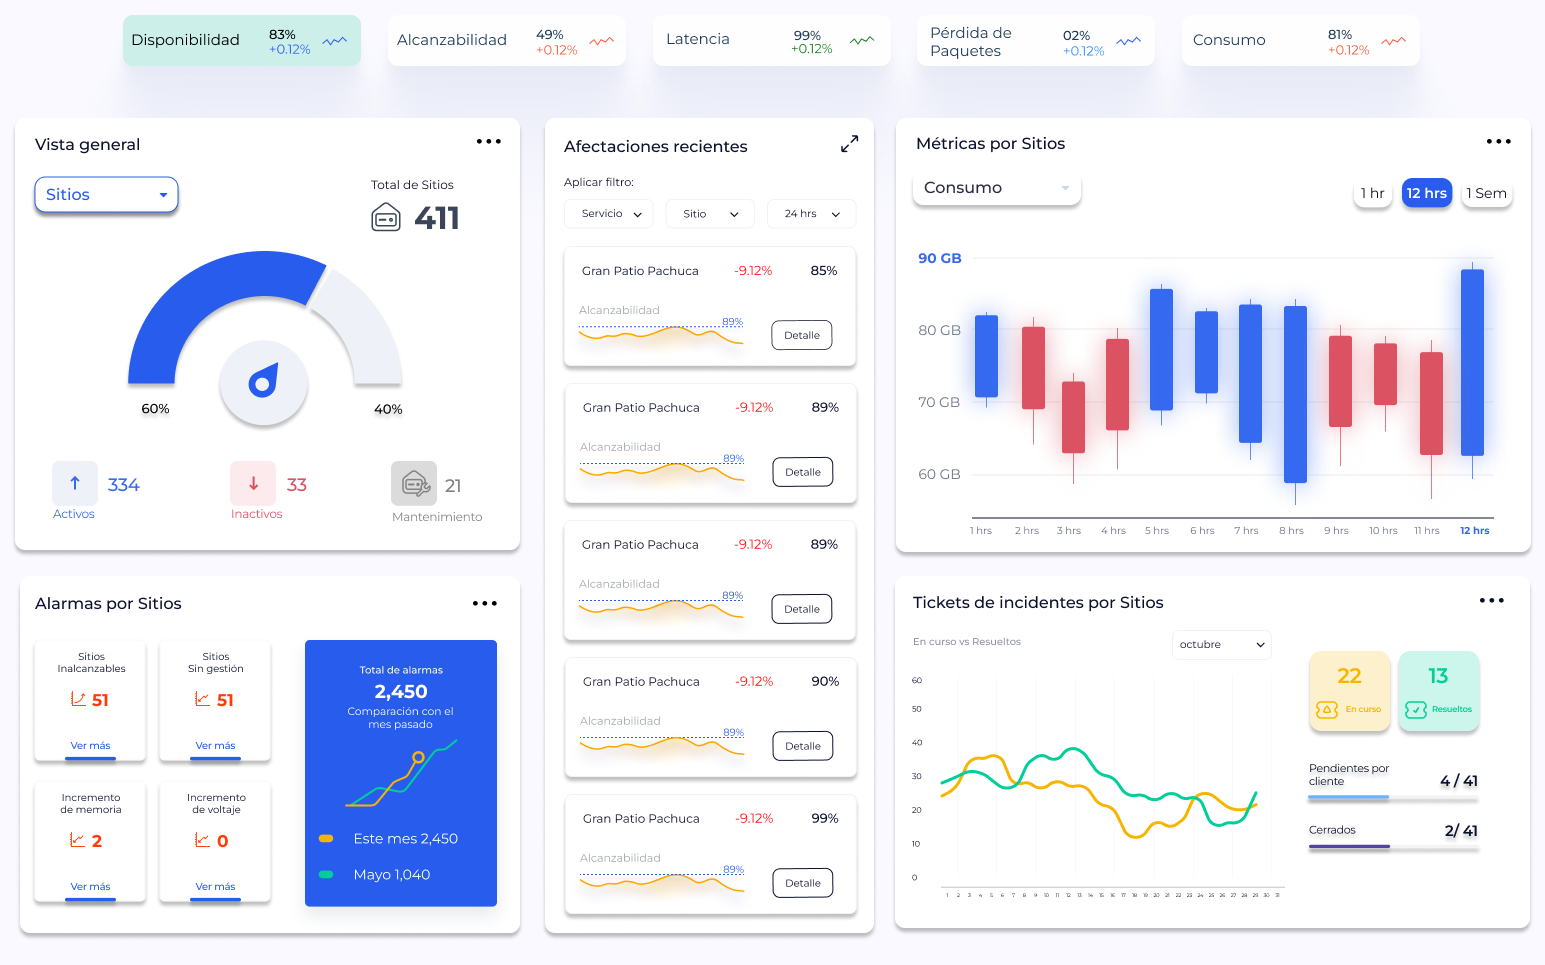 Disponibilidad
83%
+0.12%
Alcanzabilidad
49%
+0.12%
Latencia
99%
+0.12%
Pérdida de
Paquetes
02%
+0.12%
Consumo
81%
+0.12%
Vista general
Sitios
Total de Sitios
411
60%
40%
334
Activos
33
Inactivos
21
Mantenimiento
Alarmas por Sitios
Sitios
Inalcanzables
51
Ver más
Sitios
Sin gestión
51
Ver más
Incremento
de memoria
2
Ver más
Incremento
de voltaje
0
Ver más
Total de alarmas
2,450
Comparación con el
mes pasado
Este mes 2,450
Mayo 1,040
Afectaciones recientes
Aplicar filtro:
Servicio
Sitio
24 hrs
Gran Patio Pachuca
-9.12%
85%
Alcanzabilidad
89%
Detalle
Gran Patio Pachuca
-9.12%
89%
Alcanzabilidad
89%
Detalle
Gran Patio Pachuca
-9.12%
89%
Alcanzabilidad
89%
Detalle
Gran Patio Pachuca
-9.12%
90%
Alcanzabilidad
89%
Detalle
Gran Patio Pachuca
-9.12%
99%
Alcanzabilidad
89%
Detalle
Métricas por Sitios
Consumo
1 hr
12 hrs
1 Sem
90 GB
80 GB
70 GB
60 GB
1 hrs 2 hrs 3 hrs 4 hrs 5 hrs 6 hrs 7 hrs 8 hrs 9 hrs 10 hrs 11 hrs 12 hrs
Tickets de incidentes por Sitios
En curso vs Resueltos
octubre
60
50
40
30
20
10
0
1 2 3 4 5 6 7 8 9 10 11 12 13 14 15 16 17 18 19 20 21 22 23 24 25 26 27 28 29 30 31
22
En curso
13
Resueltos
Pendientes por
cliente
4 / 41
Cerrados
2/ 41